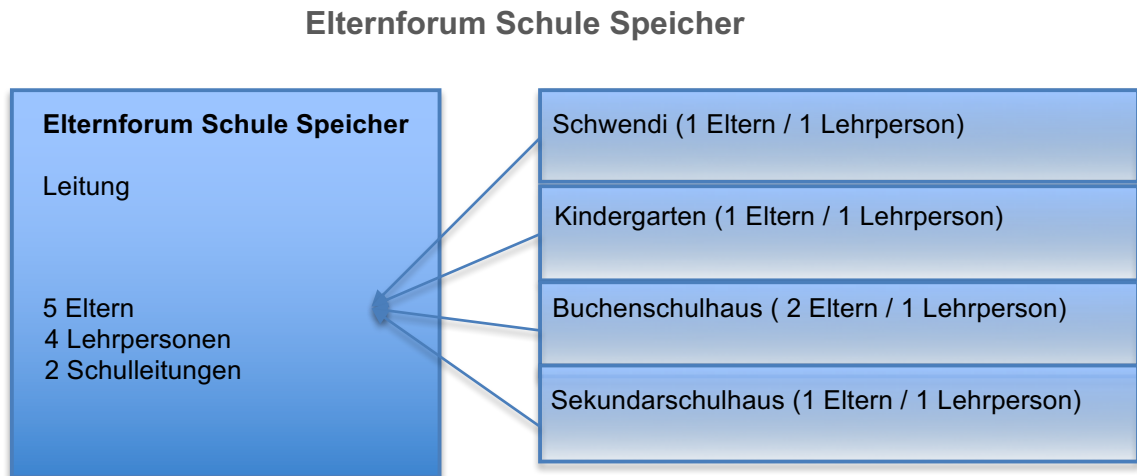 Elternforum Schule Speicher
Elternforum Schule Speicher
Leitung
5 Eltern
4 Lehrpersonen
2 Schulleitungen
Schwendi (1 Eltern / 1 Lehrperson)
Kindergarten (1 Eltern / 1 Lehrperson)
Buchenschulhaus ( 2 Eltern / 1 Lehrperson)
Sekundarschulhaus (1 Eltern / 1 Lehrperson)